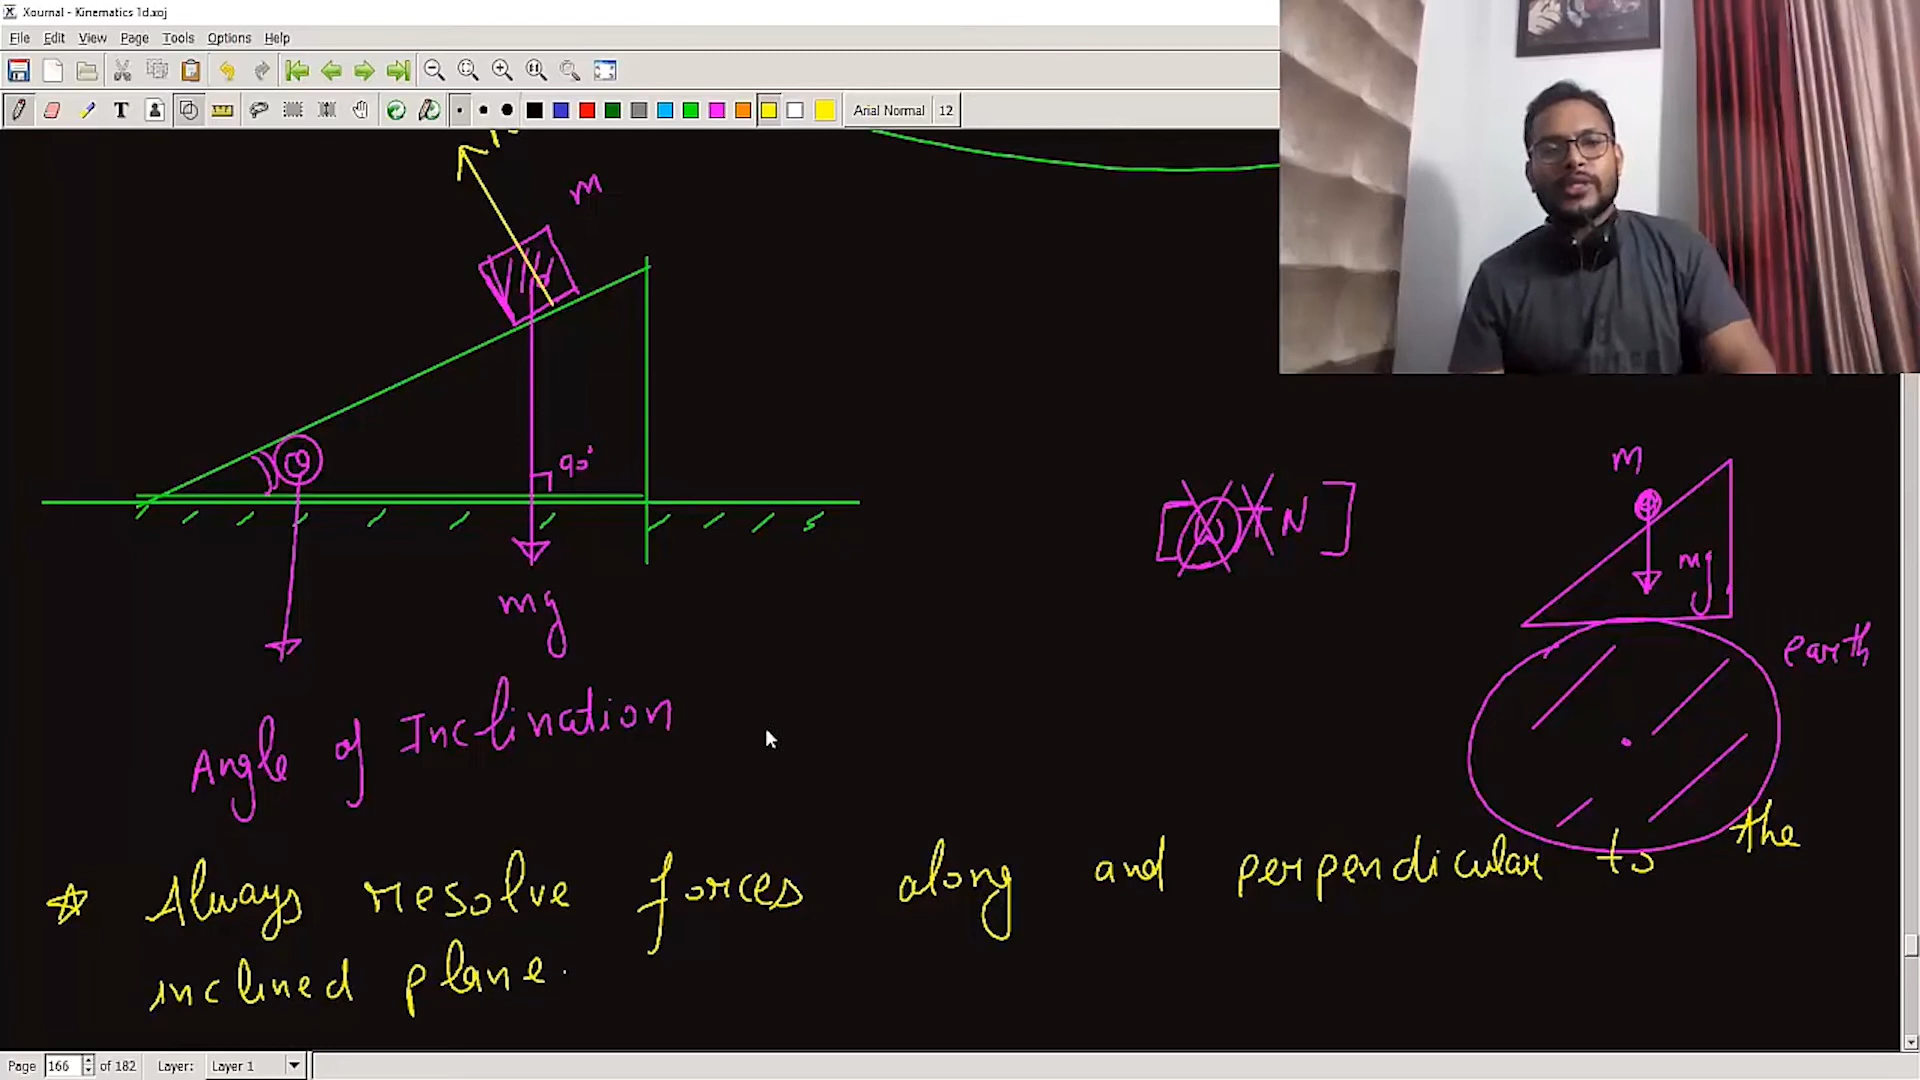 Xournal - Kinematics 1d.xoj
File Edit View Page Tools Options Help
T Arial Normal 12
m
90°
mg
Angle of Inclination
N
m
mg
earth
☆ Always resolve forces along and perpendicular to the
inclined plane.
Page 166 of 182 Layer: Layer 1